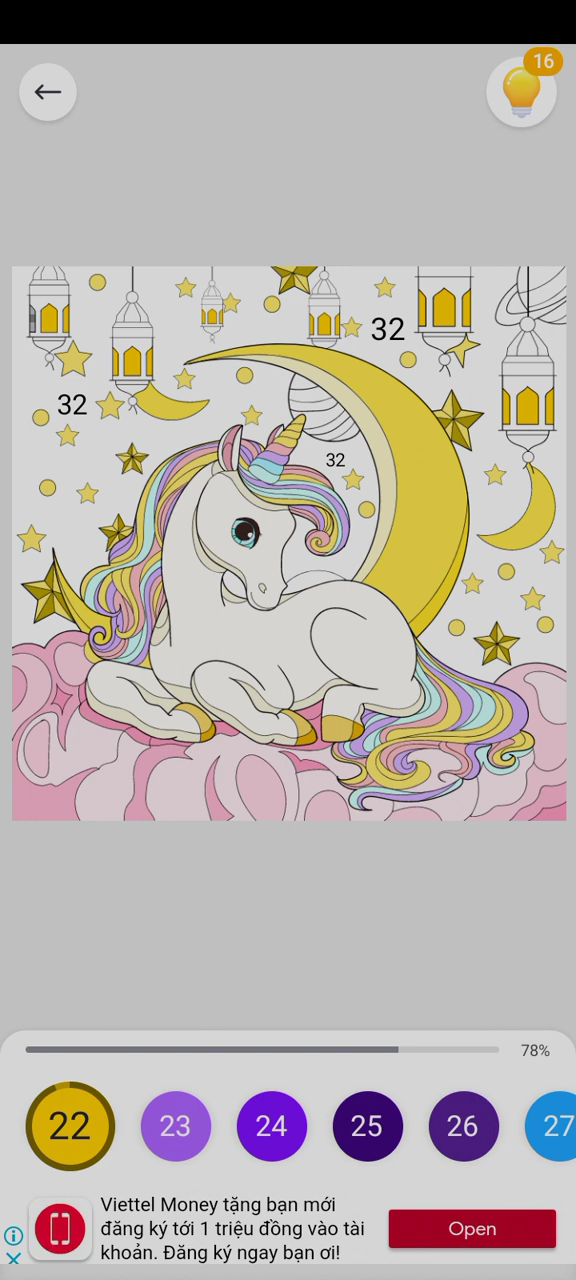 16
32
32
32
78%
22
23
24
25
26
27
Viettel Money tặng bạn mới
đăng ký tới 1 triệu đồng vào tài
khoản. Đăng ký ngay bạn ơi!
Open